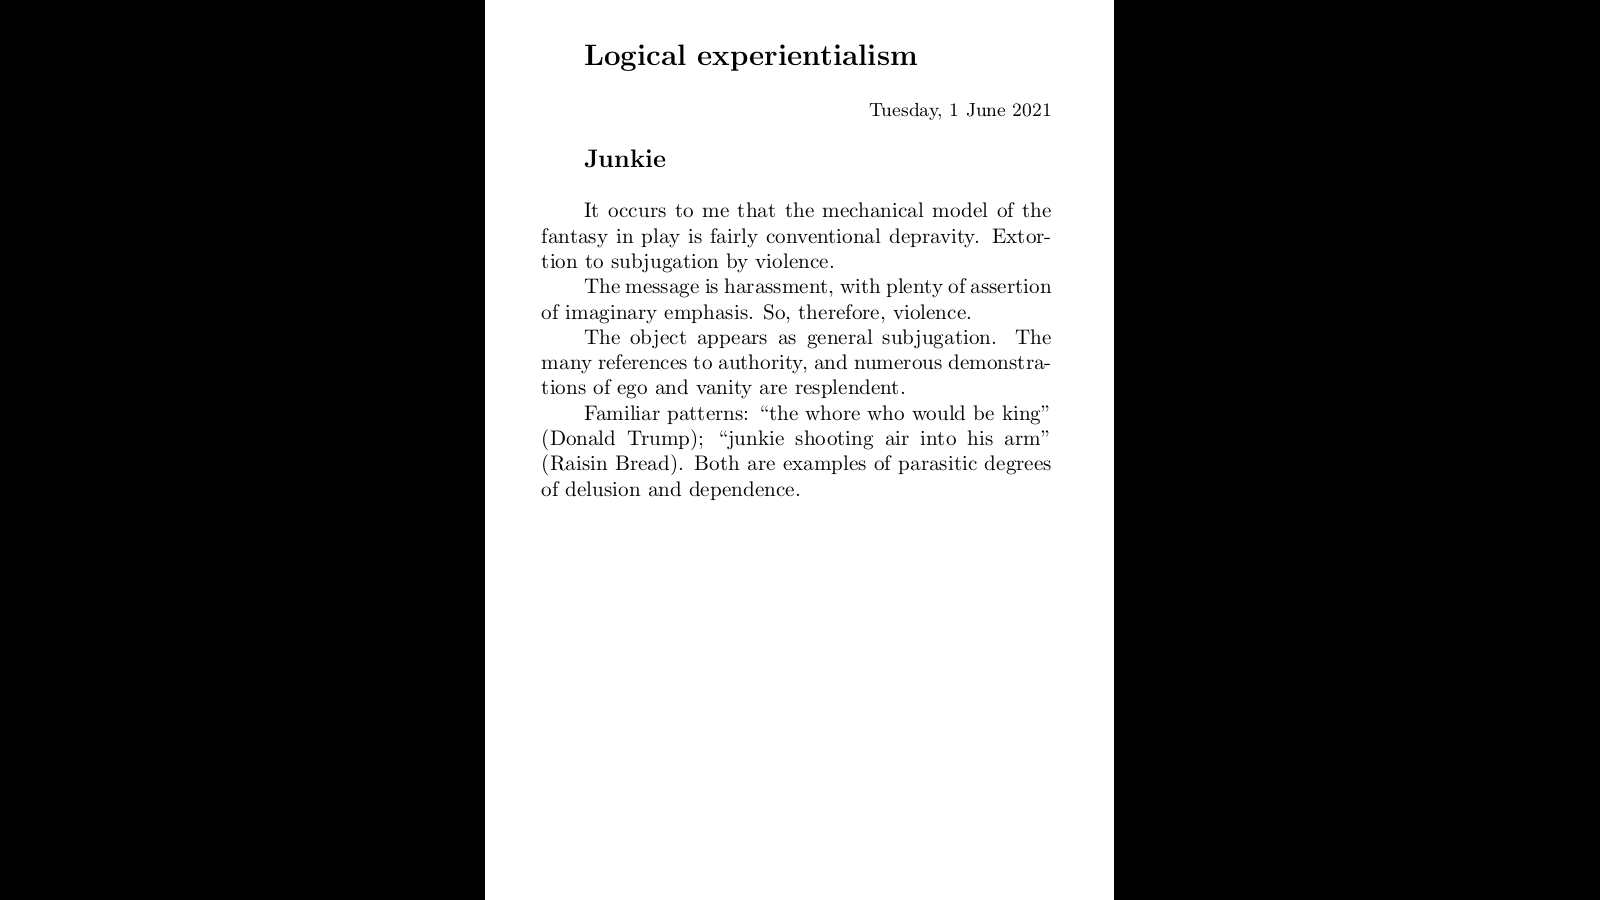 Logical experientialism
Tuesday, 1 June 2021
Junkie
It occurs to me that the mechanical model of the
fantasy in play is fairly conventional depravity. Extor-
tion to subjugation by violence.
The message is harassment, with plenty of assertion
of imaginary emphasis. So, therefore, violence.
The object appears as general subjugation. The
many references to authority, and numerous demonstra-
tions of ego and vanity are resplendent.
Familiar patterns: “the whore who would be king”
(Donald Trump); “junkie shooting air into his arm”
(Raisin Bread). Both are examples of parasitic degrees
of delusion and dependence.